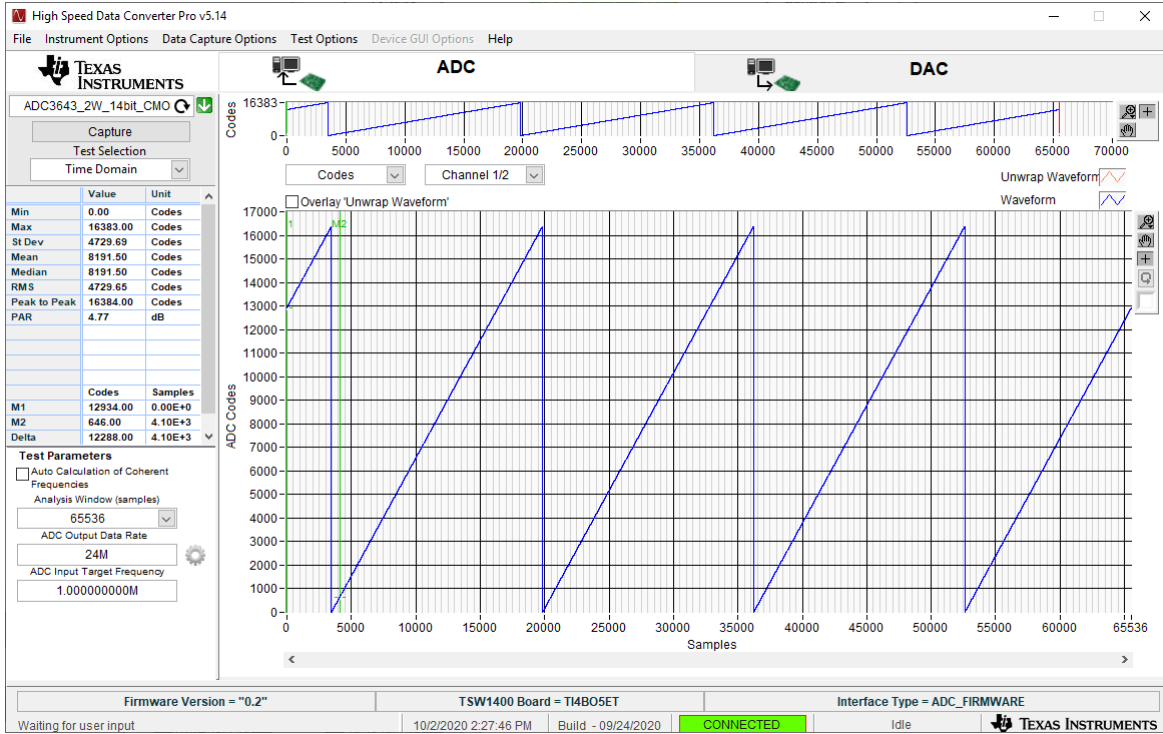 High Speed Data Converter Pro v5.14
File Instrument Options Data Capture Options Test Options Device GUI Options Help
TEXAS INSTRUMENTS
ADC DAC
ADC3643_2W_14bit_CMO
Capture
Test Selection
Time Domain
Value Unit
Min 0.00 Codes
Max 16383.00 Codes
St Dev 4729.69 Codes
Mean 8191.50 Codes
Median 8191.50 Codes
RMS 4729.65 Codes
Peak to Peak 16384.00 Codes
PAR 4.77 dB
Codes Samples
M1 12934.00 0.00E+0
M2 646.00 4.10E+3
Delta 12288.00 4.10E+3
Test Parameters
Auto Calculation of Coherent
Frequencies
Analysis Window (samples)
65536
ADC Output Data Rate
24M
ADC Input Target Frequency
1.000000000M
Codes
16383
0
0 5000 10000 15000 20000 25000 30000 35000 40000 45000 50000 55000 60000 65000 70000
Codes Channel 1/2
Unwrap Waveform
Overlay 'Unwrap Waveform'
Waveform
1 M2
ADC Codes
17000
16000
15000
14000
13000
12000
11000
10000
9000
8000
7000
6000
5000
4000
3000
2000
1000
0
0 5000 10000 15000 20000 25000 30000 35000 40000 45000 50000 55000 60000 65536
Samples
Firmware Version = "0.2" TSW1400 Board = TI4BO5ET Interface Type = ADC_FIRMWARE
Waiting for user input 10/2/2020 2:27:46 PM Build - 09/24/2020 CONNECTED Idle TEXAS INSTRUMENTS